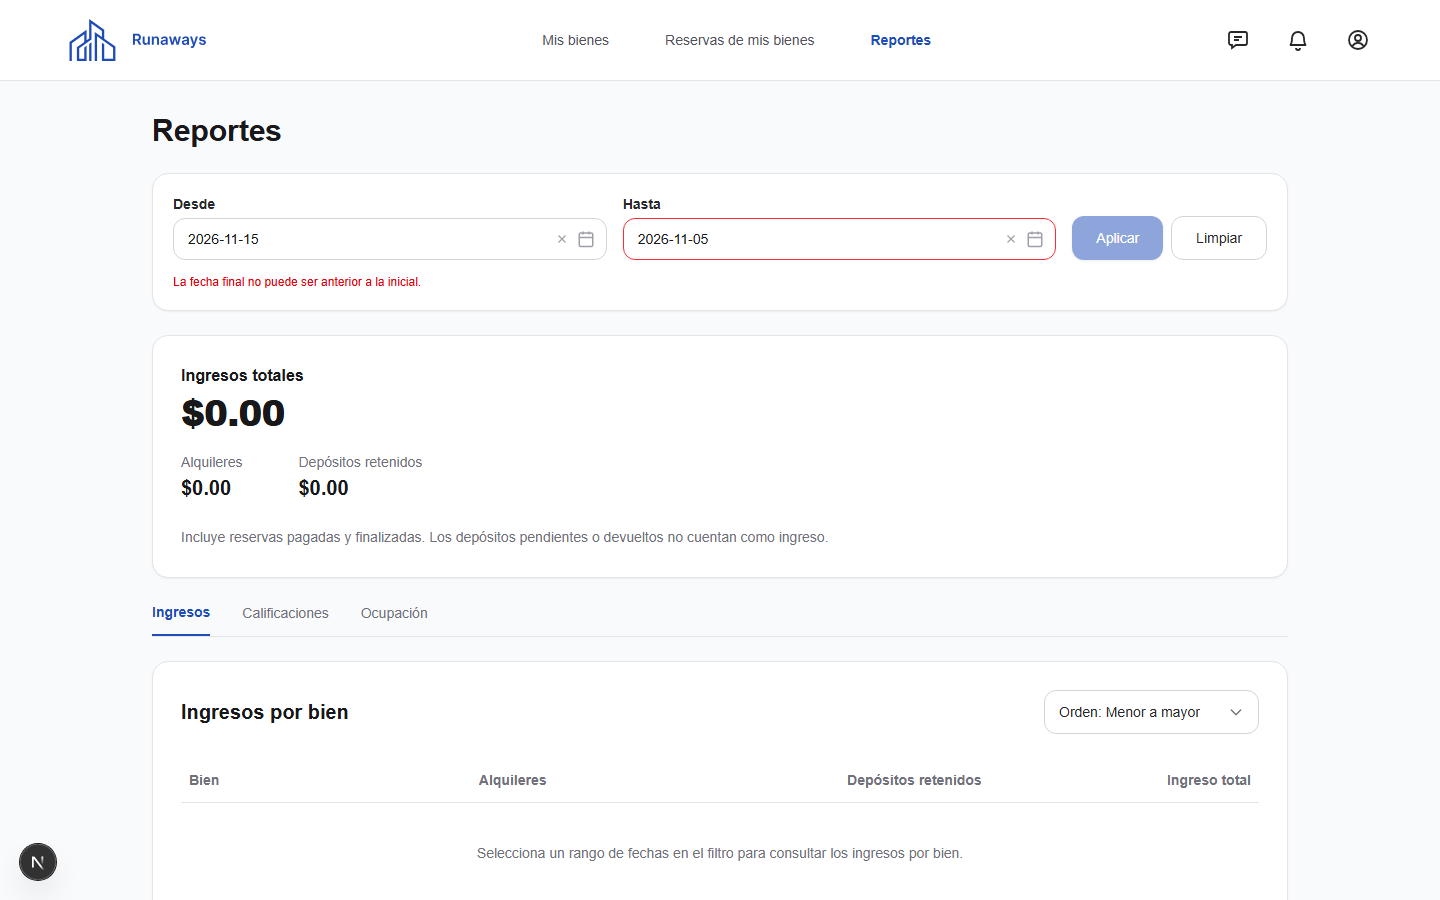 Runaways
Mis bienes
Reservas de mis bienes
Reportes
Reportes
Desde
Hasta
2026-11-15
2026-11-05
Aplicar
Limpiar
La fecha final no puede ser anterior a la inicial.
Ingresos totales
$0.00
Alquileres
Depósitos retenidos
$0.00
$0.00
Incluye reservas pagadas y finalizadas. Los depósitos pendientes o devueltos no cuentan como ingreso.
Ingresos
Calificaciones
Ocupación
Ingresos por bien
Orden: Menor a mayor
Bien
Alquileres
Depósitos retenidos
Ingreso total
Selecciona un rango de fechas en el filtro para consultar los ingresos por bien.
N